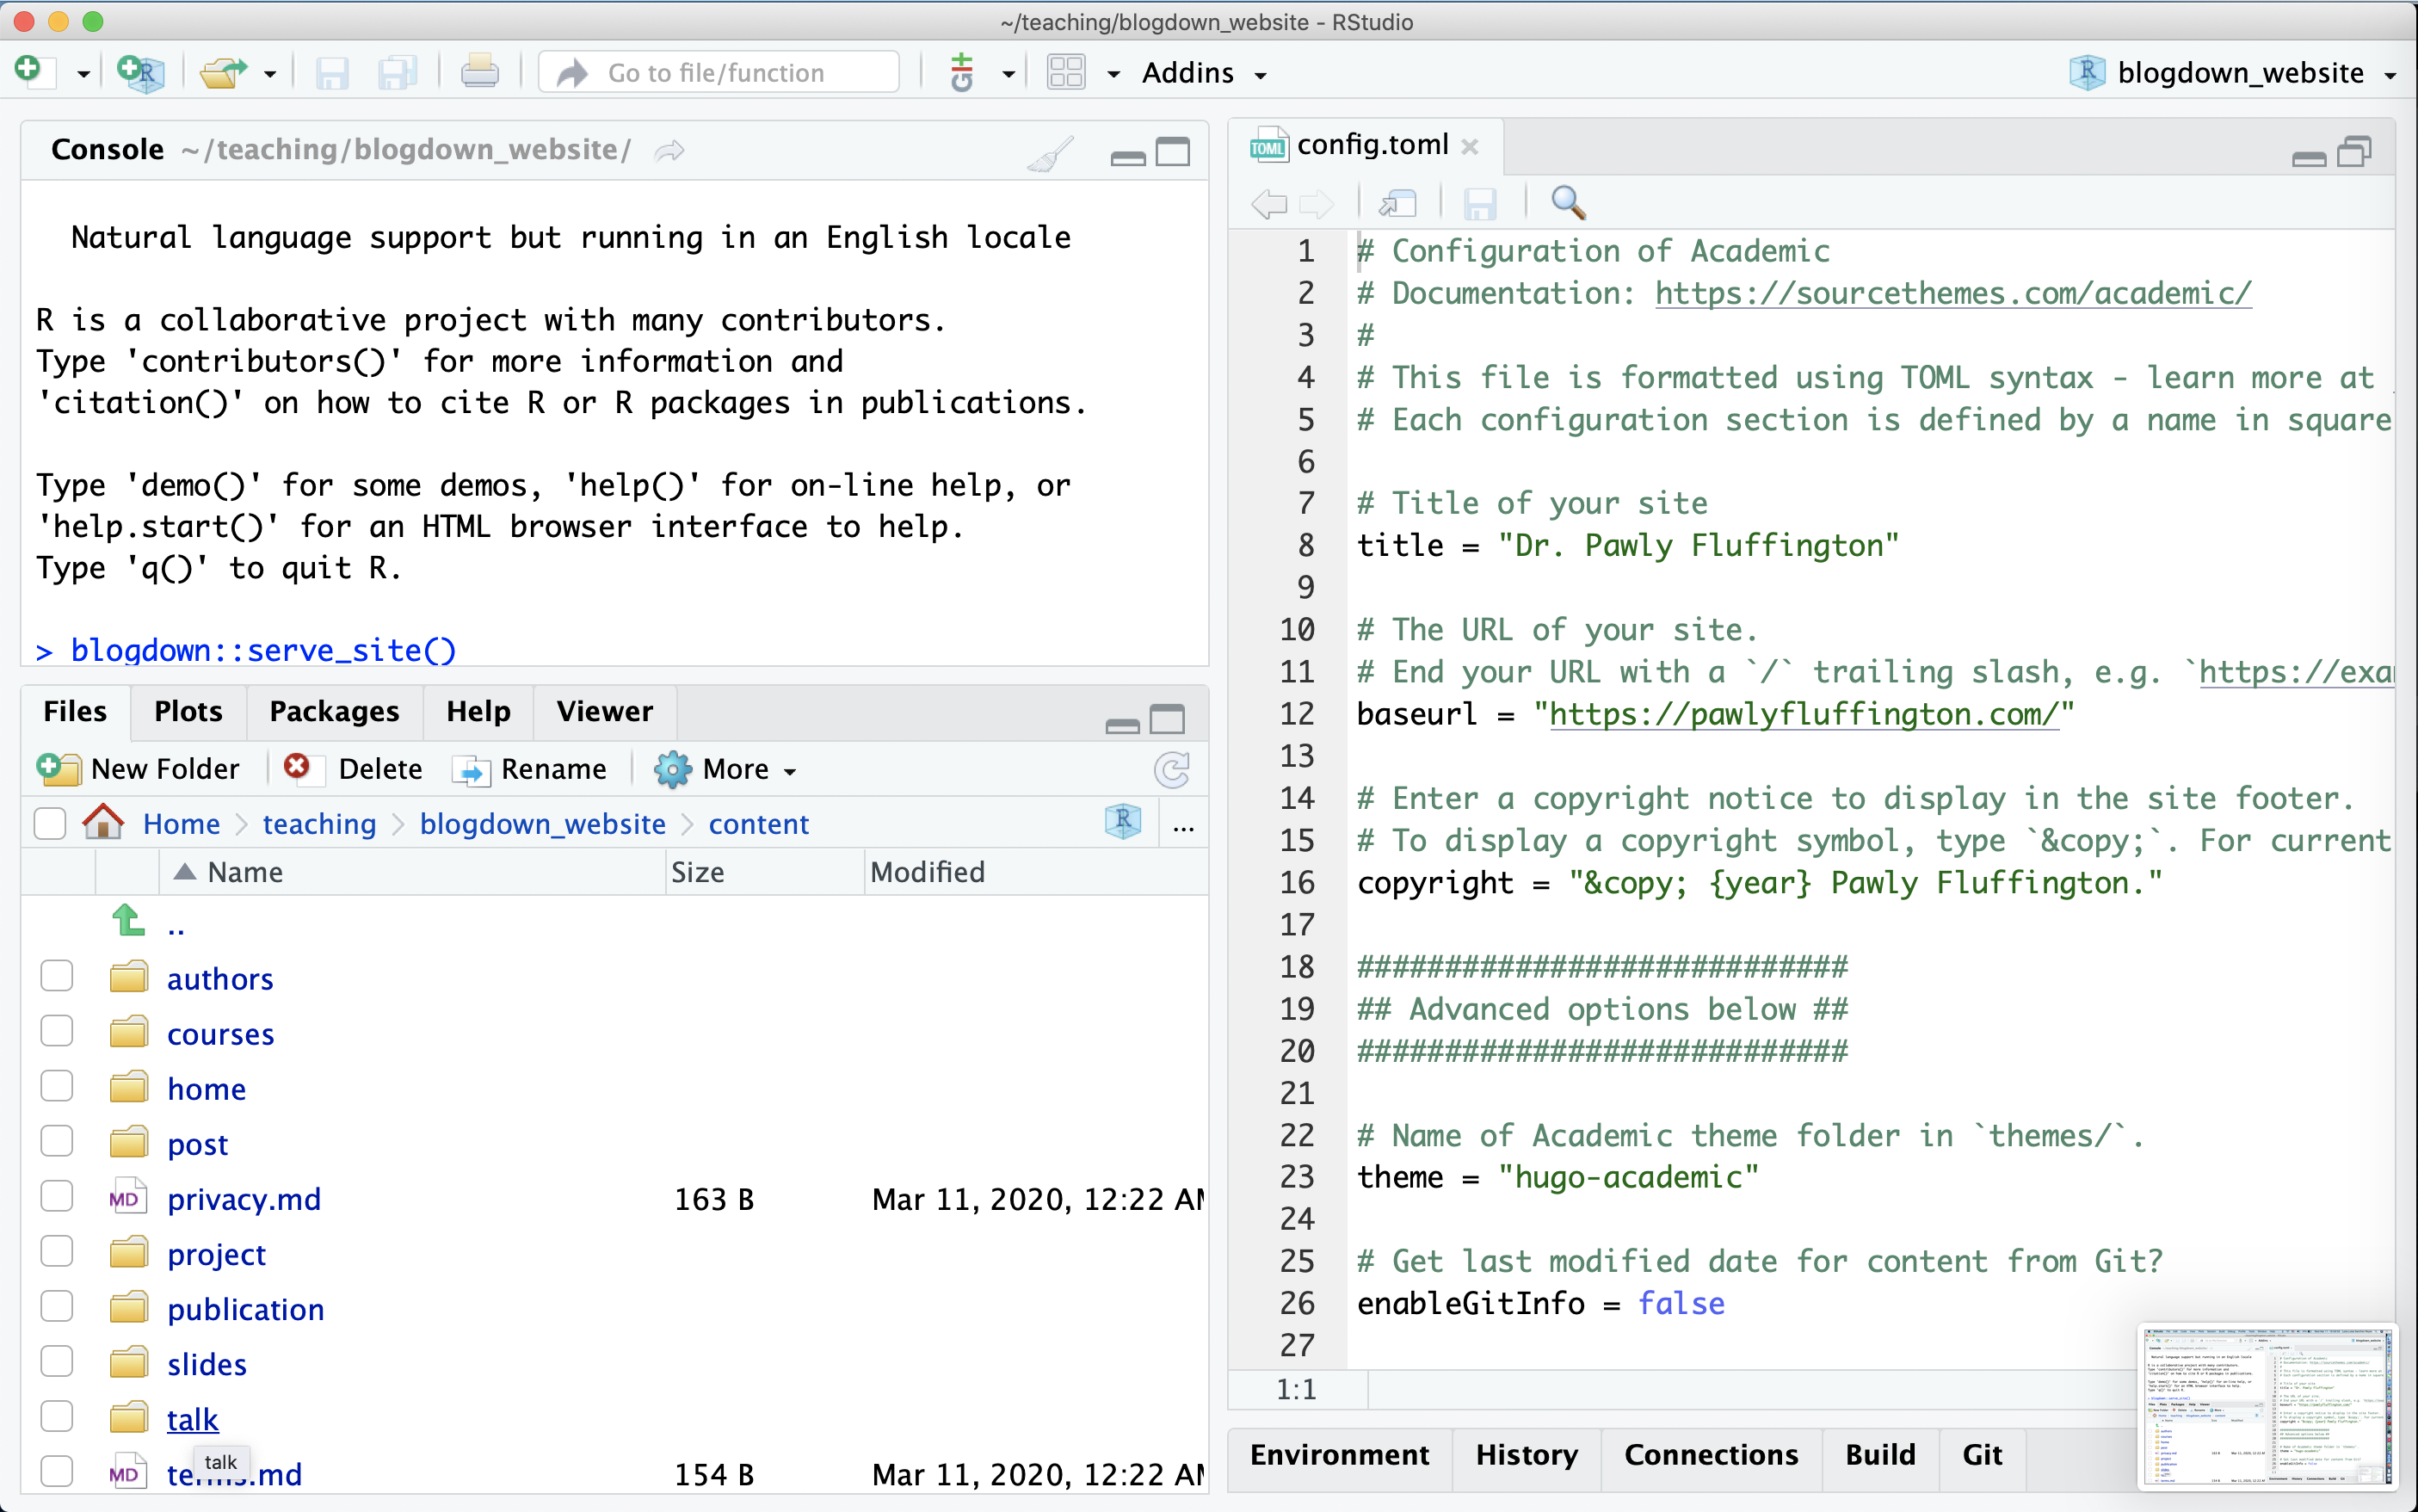 ~/teaching/blogdown_website - RStudio
Go to file/function
Addins
blogdown_website
Console ~/teaching/blogdown_website/
Natural language support but running in an English locale
R is a collaborative project with many contributors.
Type 'contributors()' for more information and
'citation()' on how to cite R or R packages in publications.
Type 'demo()' for some demos, 'help()' for on-line help, or
'help.start()' for an HTML browser interface to help.
Type 'q()' to quit R.
> blogdown::serve_site()
Files Plots Packages Help Viewer
New Folder Delete Rename More
Home teaching blogdown_website content ...
Name Size Modified
..
authors
courses
home
post
MD privacy.md 163 B Mar 11, 2020, 12:22 AM
project
publication
slides
talk
talk
MD terms.md 154 B Mar 11, 2020, 12:22 AM
TOML config.toml
1 # Configuration of Academic
2 # Documentation: https://sourcethemes.com/academic/
3 #
4 # This file is formatted using TOML syntax - learn more at
5 # Each configuration section is defined by a name in square
6
7 # Title of your site
8 title = "Dr. Pawly Fluffington"
9
10 # The URL of your site.
11 # End your URL with a `/` trailing slash, e.g. `https://exa
12 baseurl = "https://pawlyfluffington.com/"
13
14 # Enter a copyright notice to display in the site footer.
15 # To display a copyright symbol, type `&copy;`. For current
16 copyright = "&copy; {year} Pawly Fluffington."
17
18 ############################
19 ## Advanced options below ##
20 ############################
21
22 # Name of Academic theme folder in `themes/`.
23 theme = "hugo-academic"
24
25 # Get last modified date for content from Git?
26 enableGitInfo = false
27
1:1
Environment History Connections Build Git